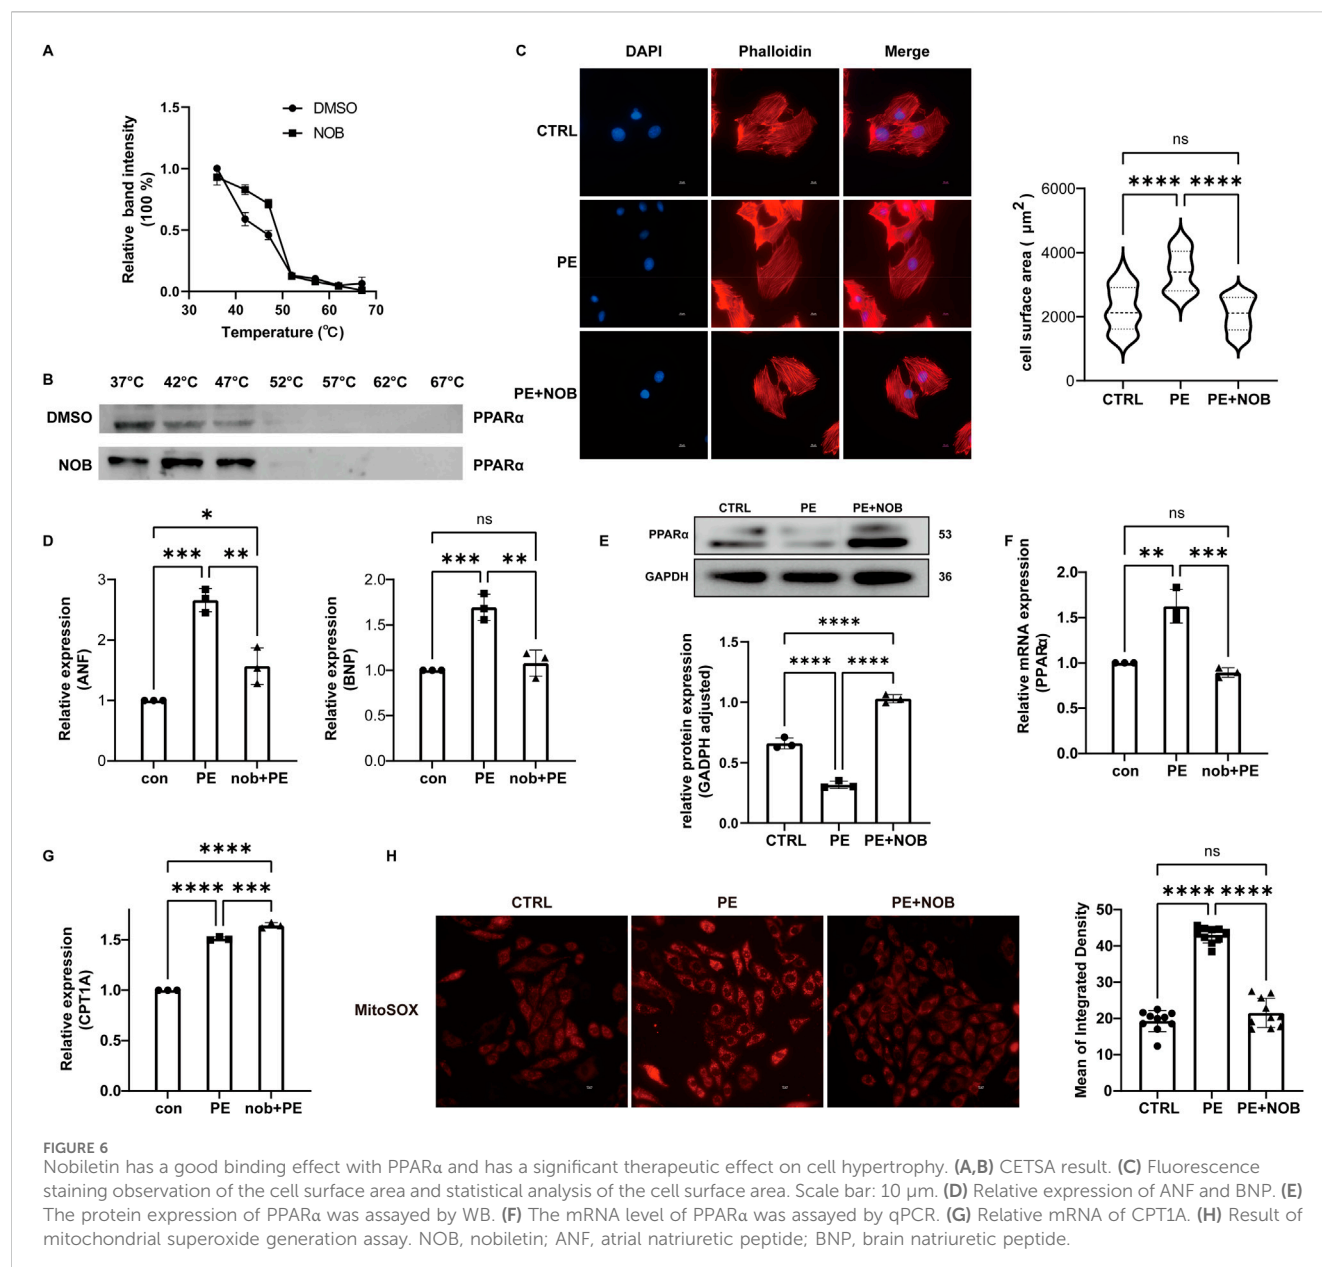 A
1.5
1.0
0.5
0.0
Relative band intensity
(100 %)
DMSO
NOB
30 40 50 60 70
Temperature (℃)
B
37°C 42°C 47°C 52°C 57°C 62°C 67°C
DMSO PPARα
NOB PPARα
C
DAPI Phalloidin Merge
CTRL
PE
PE+NOB
ns
**** ****
6000
4000
2000
0
cell surface area ( μm²)
CTRL PE PE+NOB
D
*
*** **
3
2
1
0
Relative expression
(ANF)
con PE nob+PE
ns
*** **
2.0
1.5
1.0
0.5
0.0
Relative expression
(BNP)
con PE nob+PE
E
CTRL PE PE+NOB
PPARα 53
GAPDH 36
****
**** ****
1.5
1.0
0.5
0.0
relative protein expression
(GADPH adjusted)
CTRL PE PE+NOB
F
ns
** ***
2.0
1.5
1.0
0.5
0.0
Relative mRNA expression
(PPARα)
con PE nob+PE
G
****
**** ***
1.5
1.0
0.5
0.0
Relative expression
(CPT1A)
con PE nob+PE
H
CTRL PE PE+NOB
MitoSOX
ns
**** ****
50
40
30
20
10
0
Mean of Integrated Density
CTRL PE PE+NOB
FIGURE 6
Nobiletin has a good binding effect with PPARα and has a significant therapeutic effect on cell hypertrophy. (A,B) CETSA result. (C) Fluorescence
staining observation of the cell surface area and statistical analysis of the cell surface area. Scale bar: 10 μm. (D) Relative expression of ANF and BNP. (E)
The protein expression of PPARα was assayed by WB. (F) The mRNA level of PPARα was assayed by qPCR. (G) Relative mRNA of CPT1A. (H) Result of
mitochondrial superoxide generation assay. NOB, nobiletin; ANF, atrial natriuretic peptide; BNP, brain natriuretic peptide.